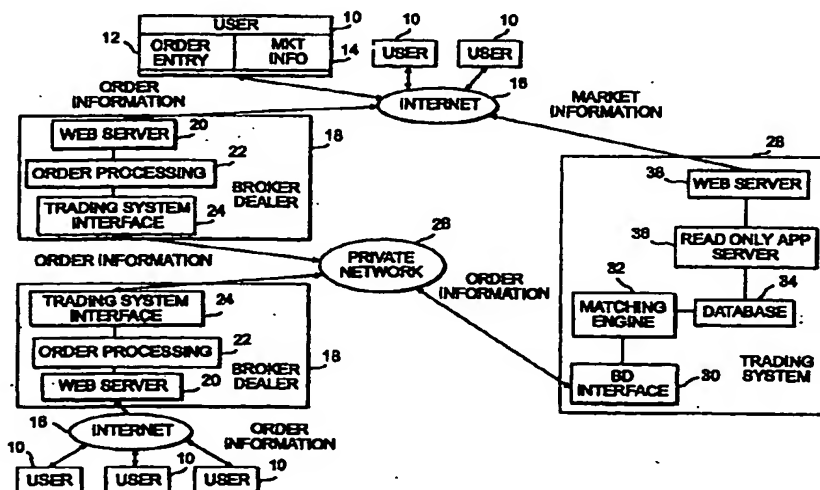 USER 10
12 ORDER ENTRY MKT INFO 14
10 10
USER USER
ORDER INFORMATION
INTERNET 16
MARKET INFORMATION
WEB SERVER 20
ORDER PROCESSING 22
TRADING SYSTEM INTERFACE 24
BROKER DEALER
18
ORDER INFORMATION
PRIVATE NETWORK
26
ORDER INFORMATION
TRADING SYSTEM INTERFACE 24
ORDER PROCESSING 22
WEB SERVER 20
BROKER DEALER
18
16 INTERNET
ORDER INFORMATION
10 10 10
USER USER USER
28
38 WEB SERVER
36 READ ONLY APP SERVER
34
32
MATCHING ENGINE
DATABASE
BD INTERFACE 30
TRADING SYSTEM